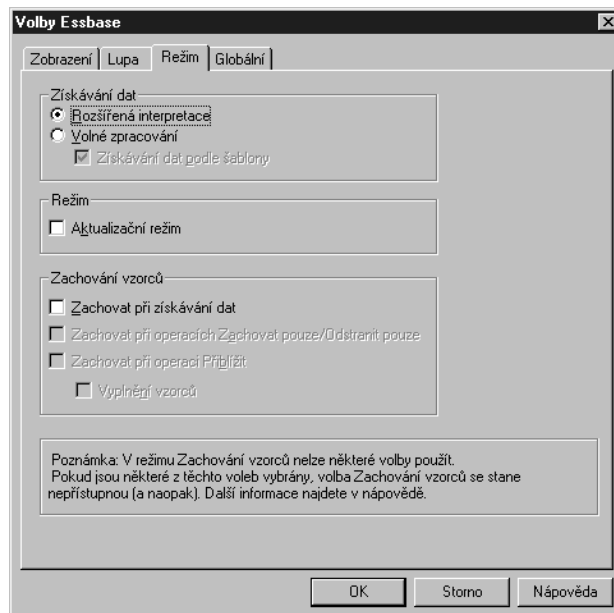 Volby Essbase
Zobrazení Lupa Režim Globální
Získávání dat
Rozšířená interpretace
Volné zpracování
Získávání dat podle šablony
Režim
Aktualizační režim
Zachování vzorců
Zachovat při získávání dat
Zachovat při operacích Zachovat pouze/Odstranit pouze
Zachovat při operaci Přiblížit
Vyplnění vzorců
Poznámka: V režimu Zachování vzorců nelze některé volby použít.
Pokud jsou některé z těchto voleb vybrány, volba Zachování vzorců se stane
nepřístupnou (a naopak). Další informace najdete v nápovědě.
OK Storno Nápověda